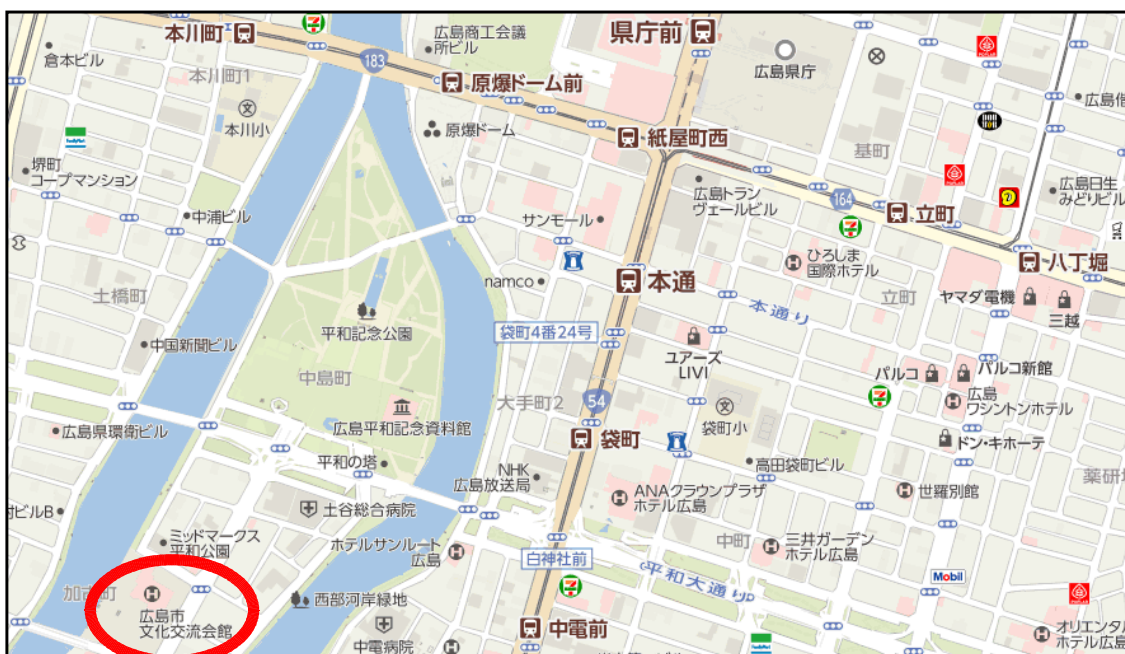 本川町
広島商工会議
所ビル
県庁前
倉本ビル
本川町1
183
原爆ドーム前
広島県庁
本川小
原爆ドーム
紙屋町西
基町
FamilyMart
堺町
コープマンション
中浦ビル
サンモール
広島トラン
ヴェールビル
164
立町
広島日生
みどりビル
ひろしま
国際ホテル
八丁堀
土橋町
namco
本通
本通り
立町
ヤマダ電機
三越
平和記念公園
袋町4番24号
中国新聞ビル
ユアーズ
LIVI
パルコ
パルコ新館
中島町
大手町2
54
袋町小
広島
ワシントンホテル
広島県環衛ビル
広島平和記念資料館
袋町
ドン・キホーテ
平和の塔
NHK
広島放送局
高田袋町ビル
薬研
土谷総合病院
ANAクラウンプラザ
ホテル広島
世羅別館
村ビルB
ミッドマークス
平和公園
ホテルサンルート
広島
白神社前
中町
三井ガーデン
ホテル広島
平和大通り
Mobil
加古町
広島市
文化交流会館
西部河岸緑地
中電病院
中電前
オリエンタル
ホテル広島